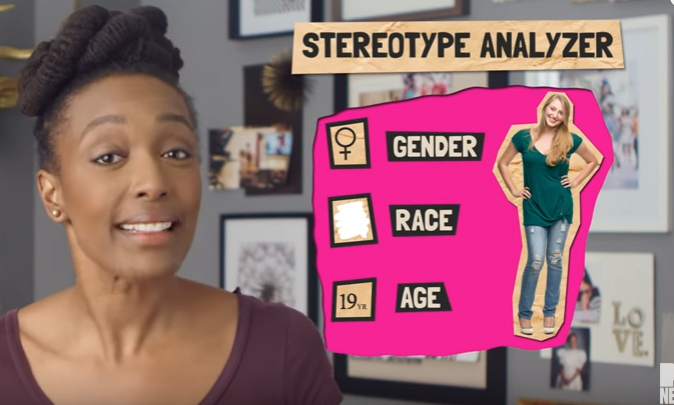 STEREOTYPE ANALYZER
GENDER
RACE
19YR
AGE
LOVE.